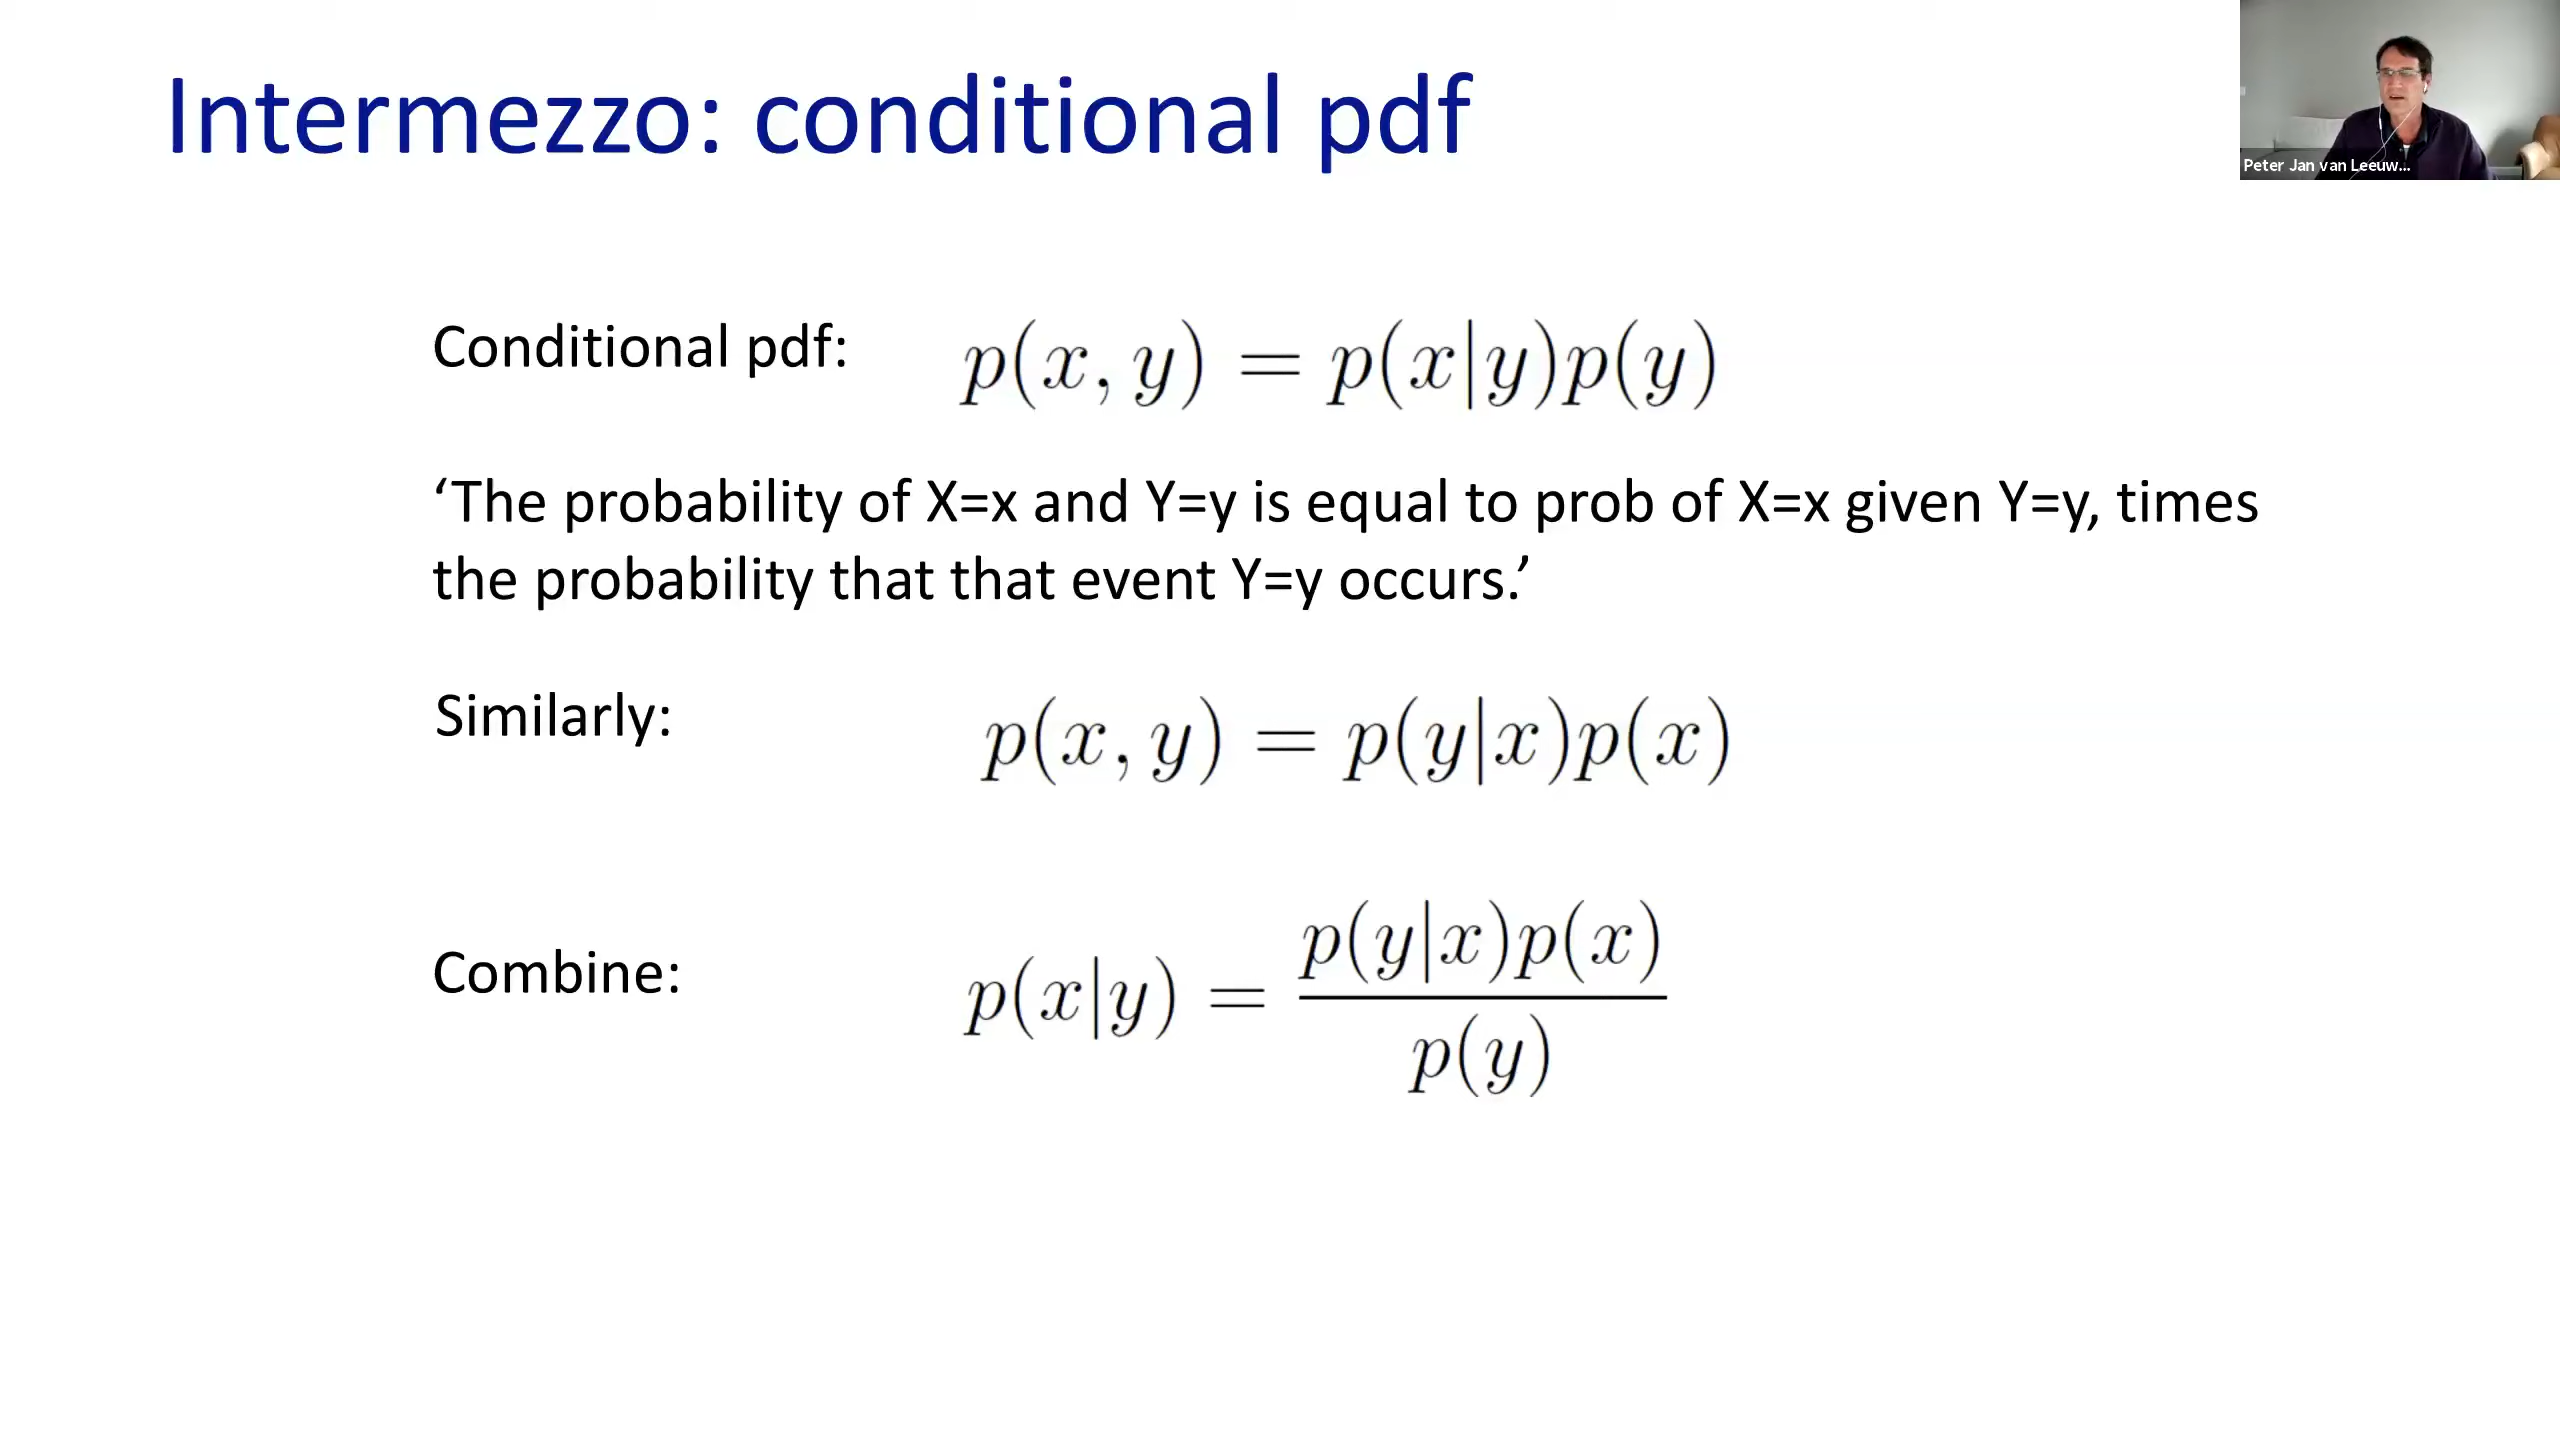 Intermezzo: conditional pdf
Peter Jan van Leeuw...
Conditional pdf: p(x, y) = p(x|y)p(y)
‘The probability of X=x and Y=y is equal to prob of X=x given Y=y, times
the probability that that event Y=y occurs.’
Similarly: p(x, y) = p(y|x)p(x)
Combine: p(x|y) = \frac{p(y|x)p(x)}{p(y)}